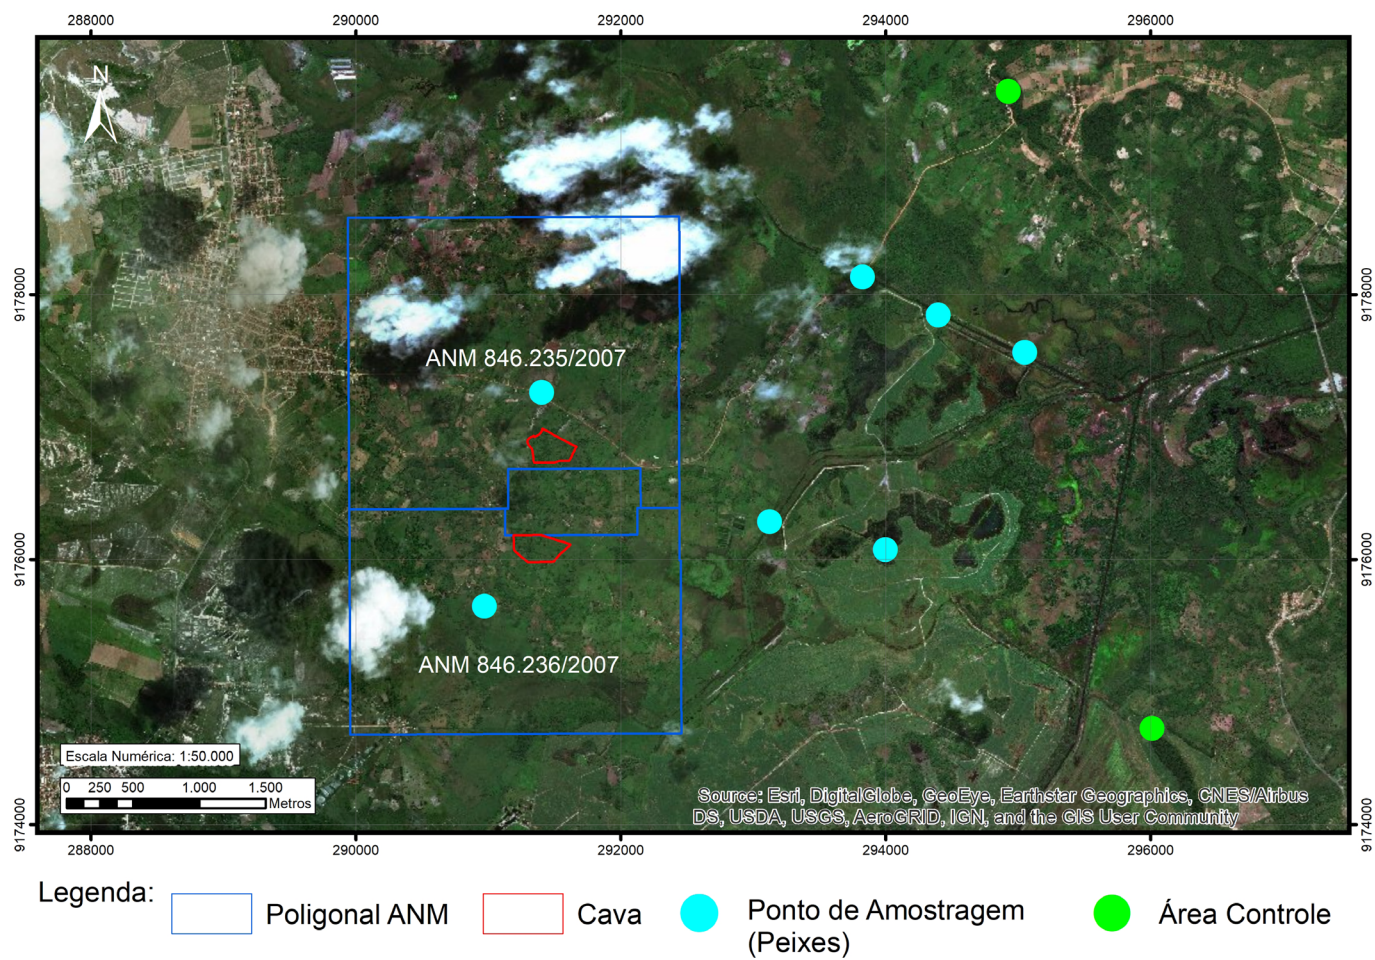 288000 290000 292000 294000 296000
N
9178000 9178000
ANM 846.235/2007
9176000 9176000
ANM 846.236/2007
Escala Numérica: 1:50.000
0 250 500 1.000 1.500
Metros
Source: Esri, DigitalGlobe, GeoEye, Earthstar Geographics, CNES/Airbus
DS, USDA, USGS, AeroGRID, IGN, and the GIS User Community
9174000 9174000
288000 290000 292000 294000 296000
Legenda:
Poligonal ANM
Cava
Ponto de Amostragem
(Peixes)
Área Controle